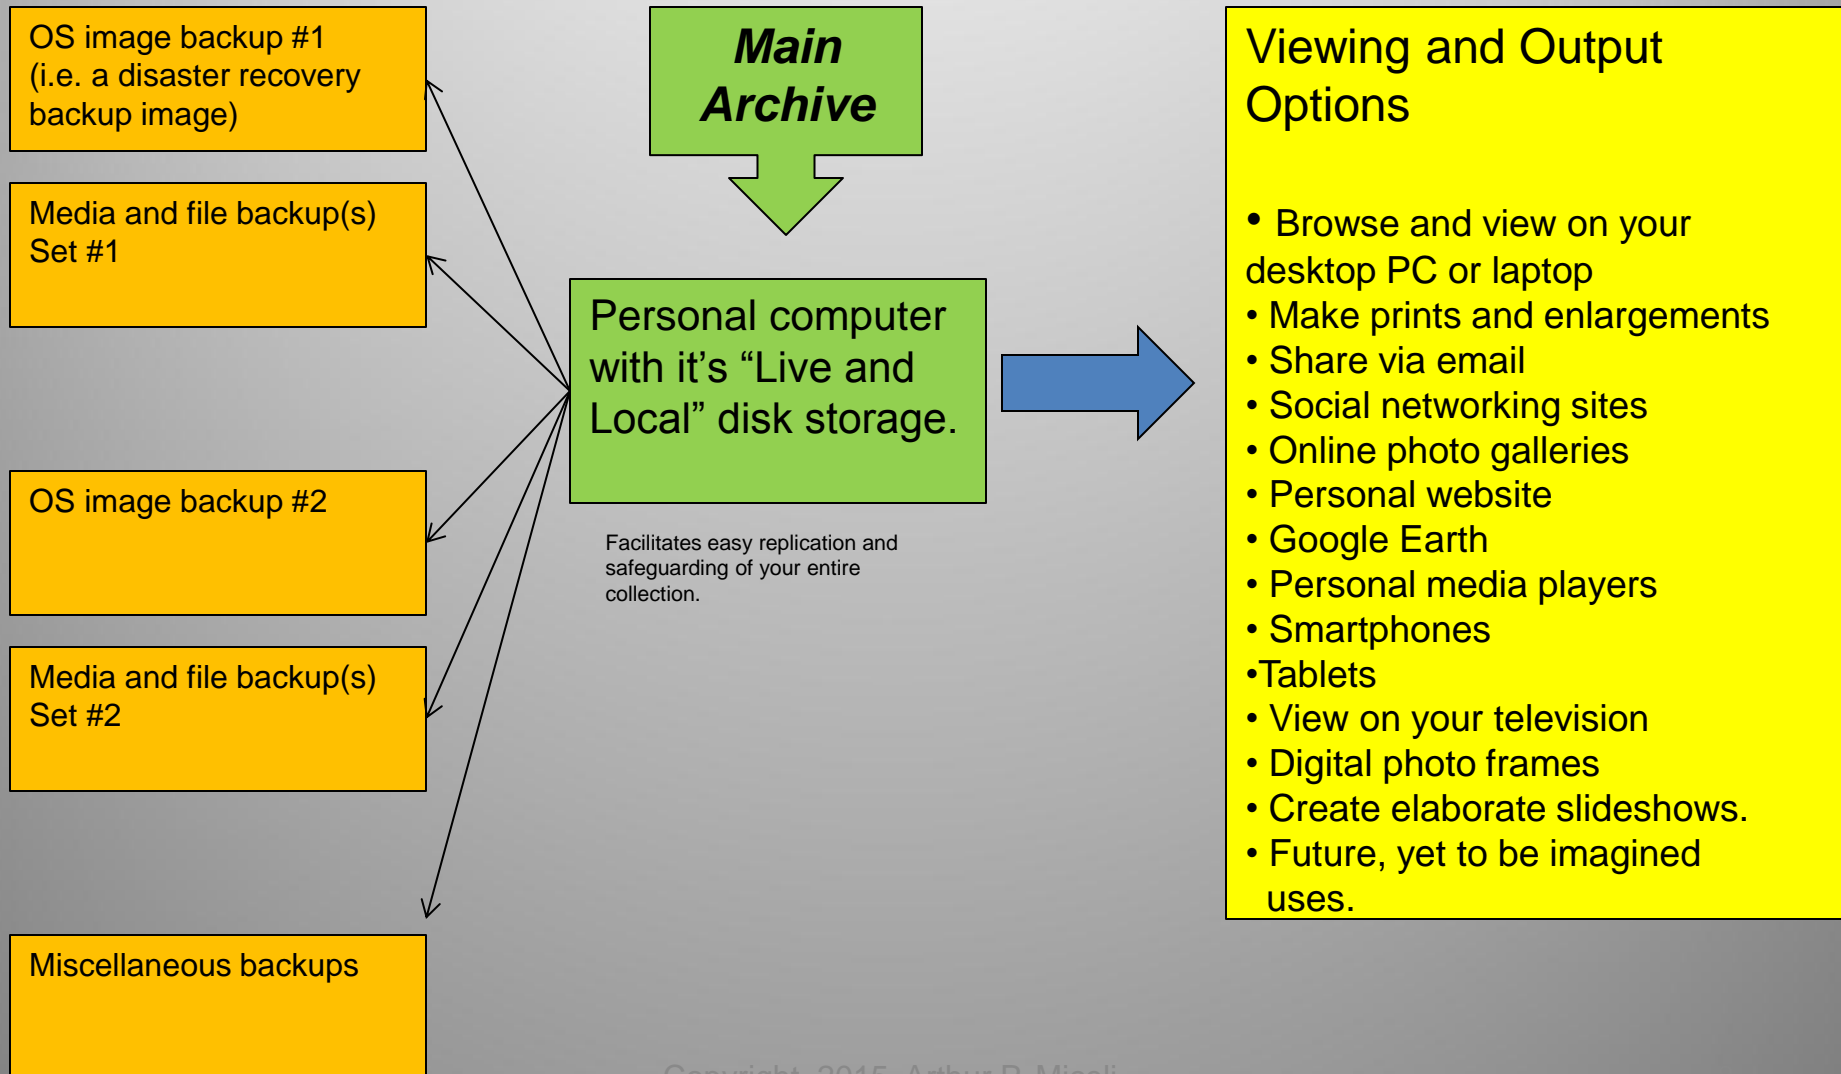 OS image backup #1
(i.e. a disaster recovery
backup image)
Media and file backup(s)
Set #1
OS image backup #2
Media and file backup(s)
Set #2
Miscellaneous backups
Main
Archive
Personal computer
with it’s “Live and
Local” disk storage.
Facilitates easy replication and
safeguarding of your entire
collection.
Viewing and Output
Options
• Browse and view on your
desktop PC or laptop
• Make prints and enlargements
• Share via email
• Social networking sites
• Online photo galleries
• Personal website
• Google Earth
• Personal media players
• Smartphones
•Tablets
• View on your television
• Digital photo frames
• Create elaborate slideshows.
• Future, yet to be imagined
uses.
Copyright 2015 Arthur P. Miceli